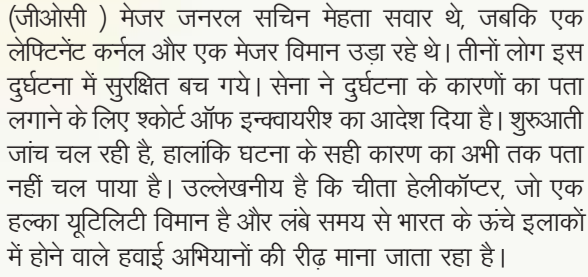 (जीओसी ) मेजर जनरल सचिन मेहता सवार थे, जबकि एक
लेफ्टिनेंट कर्नल और एक मेजर विमान उड़ा रहे थे। तीनों लोग इस
दुर्घटना में सुरक्षित बच गये। सेना ने दुर्घटना के कारणों का पता
लगाने के लिए श्कोर्ट ऑफ इन्क्वायरीश् का आदेश दिया है। शुरुआती
जांच चल रही है, हालांकि घटना के सही कारण का अभी तक पता
नहीं चल पाया है। उल्लेखनीय है कि चीता हेलीकॉप्टर, जो एक
हल्का यूटिलिटी विमान है और लंबे समय से भारत के ऊंचे इलाकों
में होने वाले हवाई अभियानों की रीढ़ माना जाता रहा है।